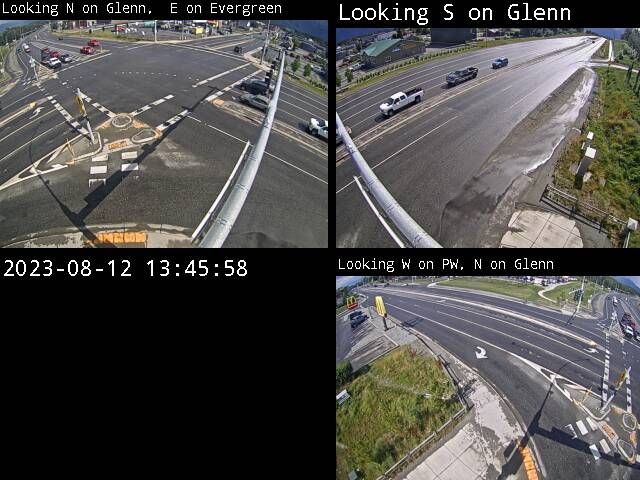 Looking N on Glenn,  E on Evergreen
Looking S on Glenn
2023-08-12 13:45:58
Looking W on PW, N on Glenn